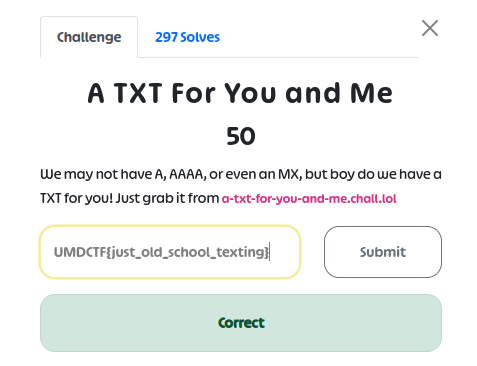 Challenge
297 Solves
A TXT For You and Me
50
We may not have A, AAAA, or even an MX, but boy do we have a
TXT for you! Just grab it from a-txt-for-you-and-me.chall.lol
UMDCTF{just_old_school_texting}
Submit
Correct